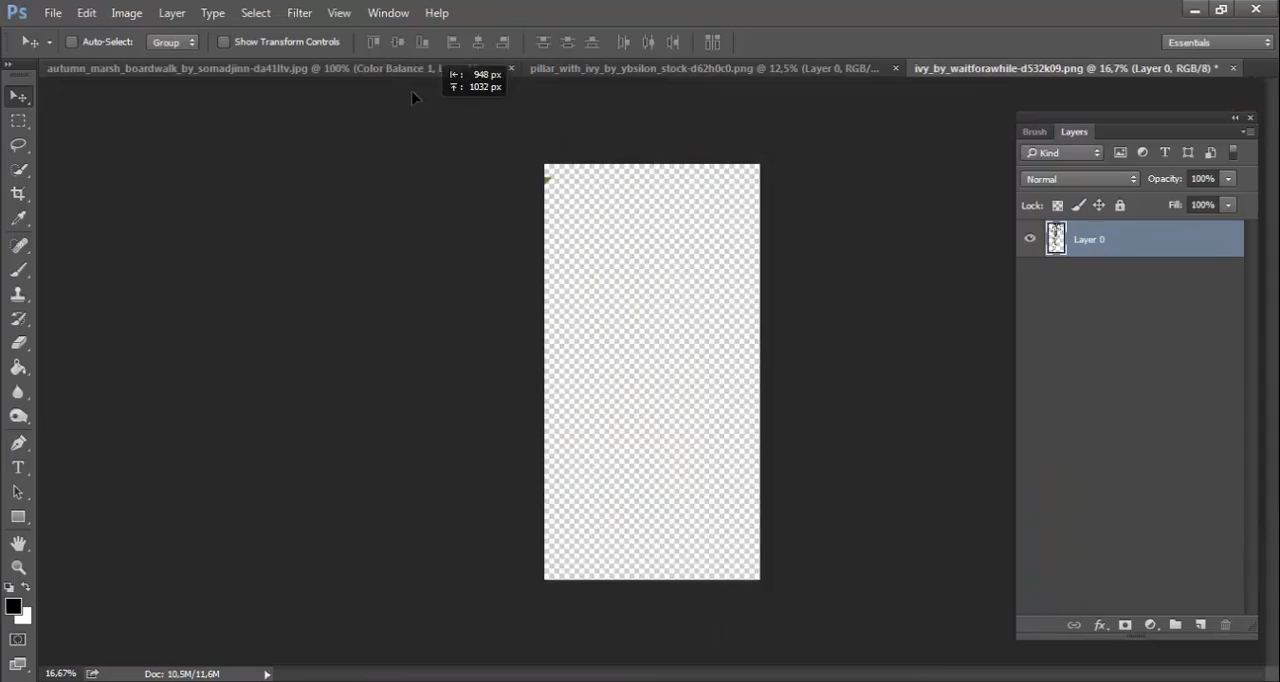 Ps File Edit Image Layer Type Select Filter View Window Help
Auto-Select: Group Show Transform Controls Essentials
autumn_marsh_boardwalk_by_somadjinn-da41ltv.jpg @ 100% (Color Balance 1, L
pillar_with_ivy_by_ybsilon_stock-d62h0c0.png @ 12,5% (Layer 0, RGB/...
ivy_by_waitforawhile-d532k09.png @ 16,7% (Layer 0, RGB/8) *
948 px
1032 px
Brush Layers
Kind
Normal Opacity: 100%
Lock: Fill: 100%
Layer 0
fx
16,67% Doc: 10,5M/11,6M